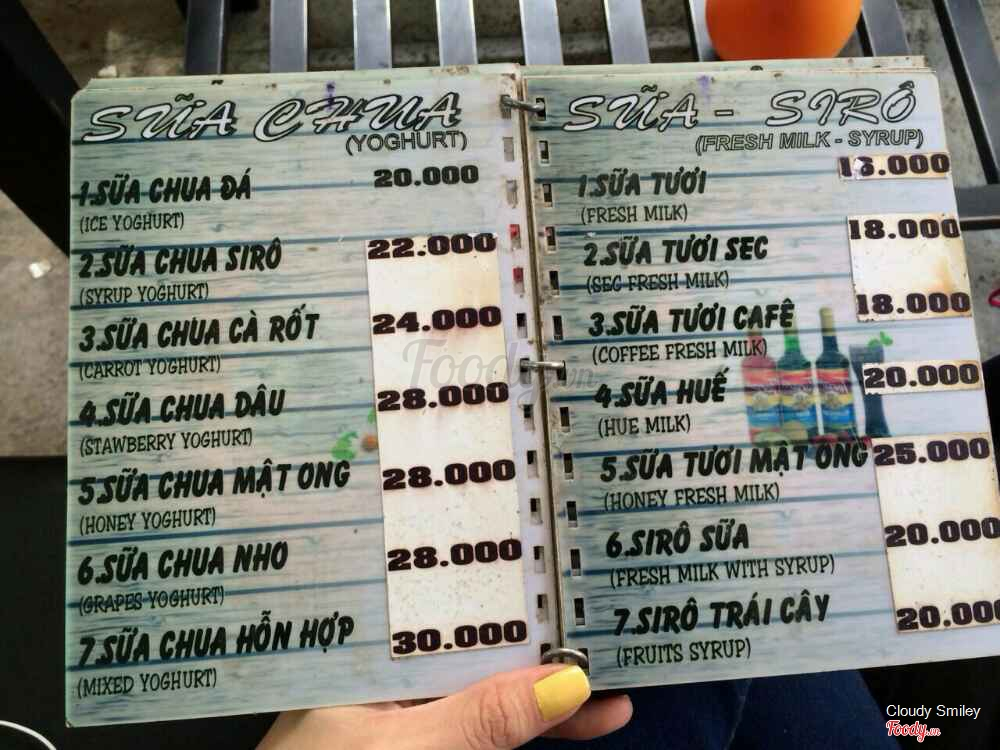 SỮA CHUA
(YOGHURT)
1.SỮA CHUA ĐÁ 20.000
(ICE YOGHURT)
2.SỮA CHUA SIRÔ 22.000
(SYRUP YOGHURT)
3.SỮA CHUA CÀ RỐT 24.000
(CARROT YOGHURT)
4.SỮA CHUA DÂU 28.000
(STAWBERRY YOGHURT)
5.SỮA CHUA MẬT ONG 28.000
(HONEY YOGHURT)
6.SỮA CHUA NHO 28.000
(GRAPES YOGHURT)
7.SỮA CHUA HỖN HỢP 30.000
(MIXED YOGHURT)
SỮA - SIRÔ
(FRESH MILK - SYRUP)
1.SỮA TƯƠI
(FRESH MILK)
2.SỮA TƯƠI SEC 18.000
(SEC FRESH MILK)
3.SỮA TƯƠI CAFÊ 18.000
(COFFEE FRESH MILK)
4.SỮA HUẾ 20.000
(HUE MILK)
5.SỮA TƯƠI MẬT ONG 25.000
(HONEY FRESH MILK)
6.SIRÔ SỮA 20.000
(FRESH MILK WITH SYRUP)
7.SIRÔ TRÁI CÂY 20.000
(FRUITS SYRUP)
Foody.vn
Cloudy Smiley
Foody.vn